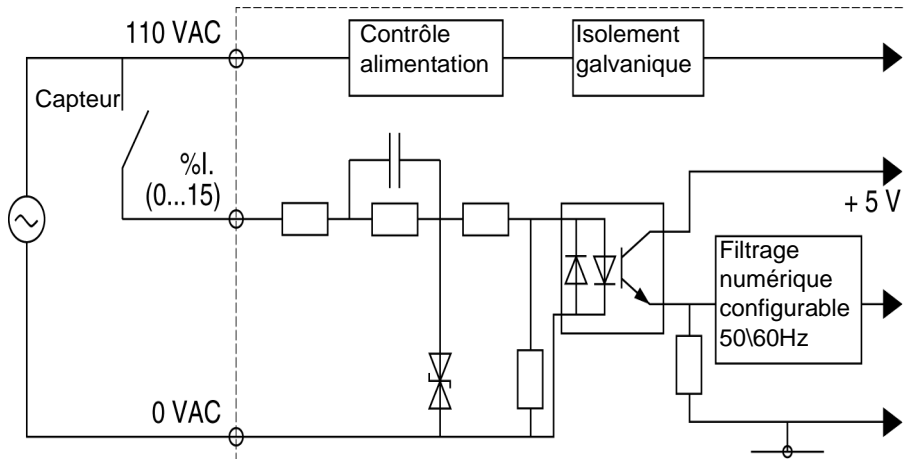 110 VAC
Contrôle
alimentation
Isolement
galvanique
Capteur
%I.
(0...15)
+ 5 V
Filtrage
numérique
configurable
50\60Hz
0 VAC